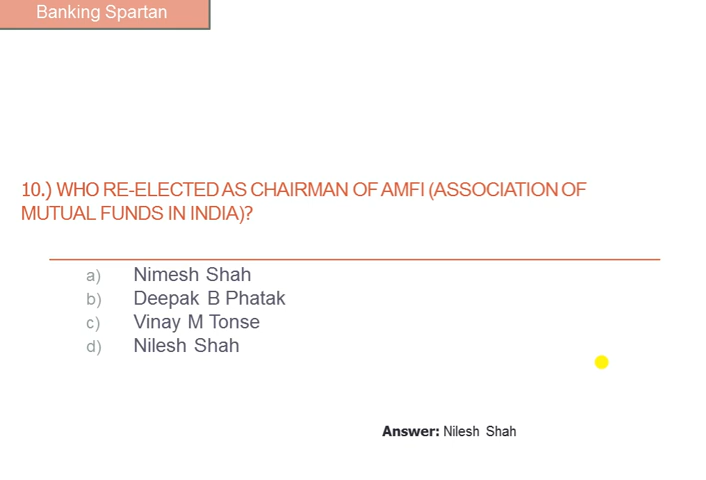 Banking Spartan
10.) WHO RE-ELECTED AS CHAIRMAN OF AMFI (ASSOCIATION OF
MUTUAL FUNDS IN INDIA)?
a) Nimesh Shah
b) Deepak B Phatak
c) Vinay M Tonse
d) Nilesh Shah
Answer: Nilesh Shah